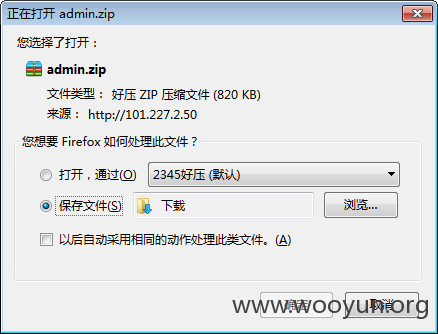 正在打开 admin.zip
您选择了打开：
admin.zip
文件类型： 好压 ZIP 压缩文件 (820 KB)
来源： http://101.227.2.50
您想要 Firefox 如何处理此文件？
打开，通过(O) 2345好压 (默认)
保存文件(S) 下载 浏览...
以后自动采用相同的动作处理此类文件。(A)
确定 取消
www.wooyun.org